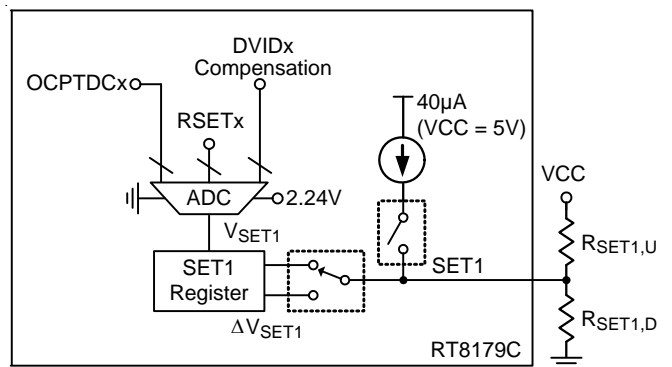 DVIDx
Compensation
OCPTDCx
RSETx
40µA
(VCC = 5V)
VCC
ADC
2.24V
VSET1
RSET1,U
SET1
Register
SET1
ΔVSET1
RSET1,D
RT8179C